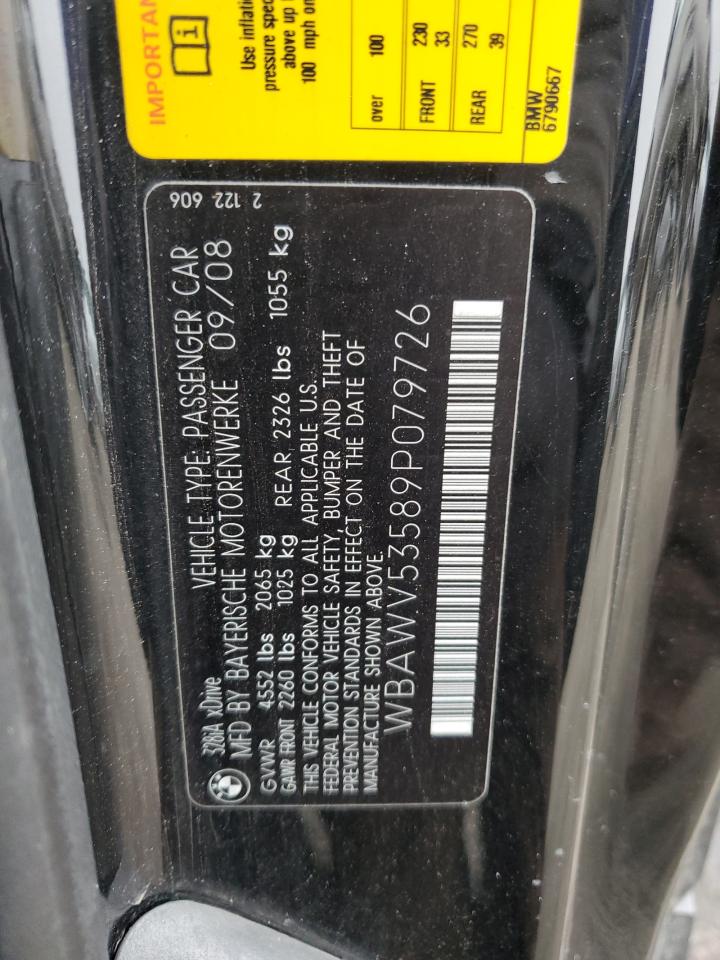 IMPORTAN
Use inflati
pressure spec
above up t
100 mph on
over 100
FRONT 230 33
REAR 270 39
BMW
6790667
2 122 606
328iA xDrive VEHICLE TYPE: PASSENGER CAR
MFD BY BAYERISCHE MOTORENWERKE 09/08
GVWR 4552 lbs 2065 kg
GAWR FRONT 2260 lbs 1025 kg REAR 2326 lbs 1055 kg
THIS VEHICLE CONFORMS TO ALL APPLICABLE U.S.
FEDERAL MOTOR VEHICLE SAFETY, BUMPER AND THEFT
PREVENTION STANDARDS IN EFFECT ON THE DATE OF
MANUFACTURE SHOWN ABOVE.
WBAWV53589P079726